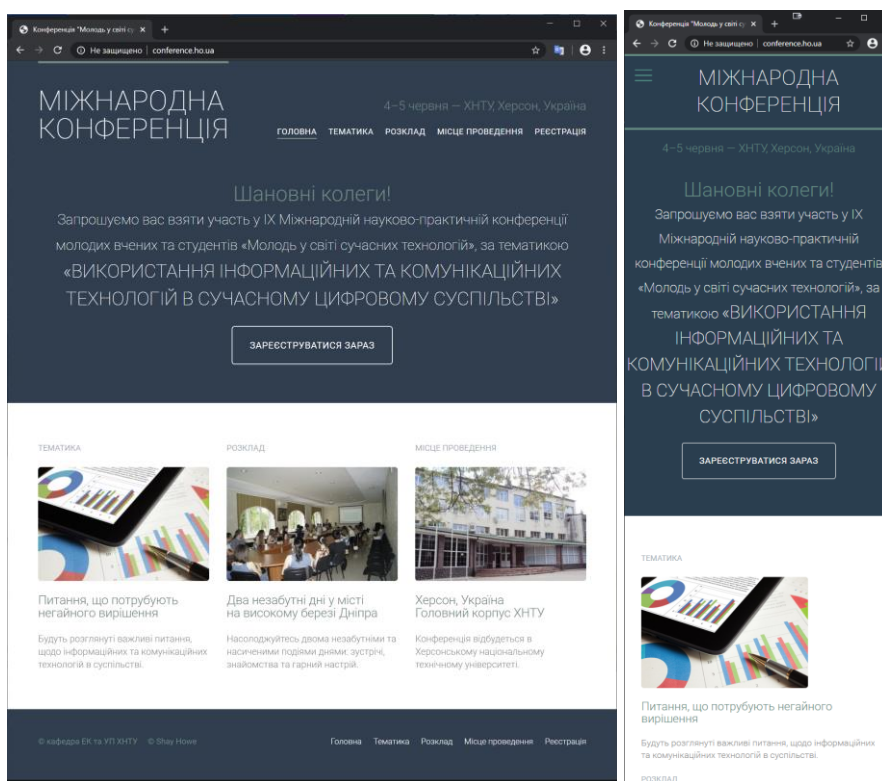 Конференція "Молодь у світі су
Не защищено | conference.ho.ua
МІЖНАРОДНА
КОНФЕРЕНЦІЯ
4–5 червня — ХНТУ, Херсон, Україна
ГОЛОВНА ТЕМАТИКА РОЗКЛАД МІСЦЕ ПРОВЕДЕННЯ РЕЄСТРАЦІЯ
Шановні колеги!
Запрошуємо вас взяти участь у IX Міжнародній науково-практичній конференції
молодих вчених та студентів «Молодь у світі сучасних технологій», за тематикою
«ВИКОРИСТАННЯ ІНФОРМАЦІЙНИХ ТА КОМУНІКАЦІЙНИХ
ТЕХНОЛОГІЙ В СУЧАСНОМУ ЦИФРОВОМУ СУСПІЛЬСТВІ»
ЗАРЕЄСТРУВАТИСЯ ЗАРАЗ
ТЕМАТИКА
Питання, що потрубують
негайного вирішення
Будуть розглянуті важливі питання,
щодо інформаційних та комунікаційних
технологій в суспільстві.
РОЗКЛАД
Два незабутні дні у місті
на високому березі Дніпра
Насолоджуйтесь двома незабутніми та
насиченими подіями днями: зустрічі,
знайомства та гарний настрій.
МІСЦЕ ПРОВЕДЕННЯ
Херсон, Україна
Головний корпус ХНТУ
Конференція відбудеться в
Херсонському національному
технічному університеті.
© кафедра ЕК та УП ХНТУ © Shay Howe
Головна Тематика Розклад Місце проведення Реєстрація
Конференція "Молодь у світі су
Не защищено | conference.ho.ua
МІЖНАРОДНА
КОНФЕРЕНЦІЯ
4–5 червня — ХНТУ, Херсон, Україна
Шановні колеги!
Запрошуємо вас взяти участь у IX
Міжнародній науково-практичній
конференції молодих вчених та студентів
«Молодь у світі сучасних технологій», за
тематикою «ВИКОРИСТАННЯ
ІНФОРМАЦІЙНИХ ТА
КОМУНІКАЦІЙНИХ ТЕХНОЛОГІЙ
В СУЧАСНОМУ ЦИФРОВОМУ
СУСПІЛЬСТВІ»
ЗАРЕЄСТРУВАТИСЯ ЗАРАЗ
ТЕМАТИКА
Питання, що потрубують негайного
вирішення
Будуть розглянуті важливі питання, щодо інформаційних
та комунікаційних технологій в суспільстві.
РОЗКЛАД